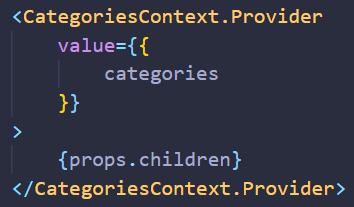 <CategoriesContext.Provider
    value={{
        categories
    }}
>
    {props.children}
</CategoriesContext.Provider>